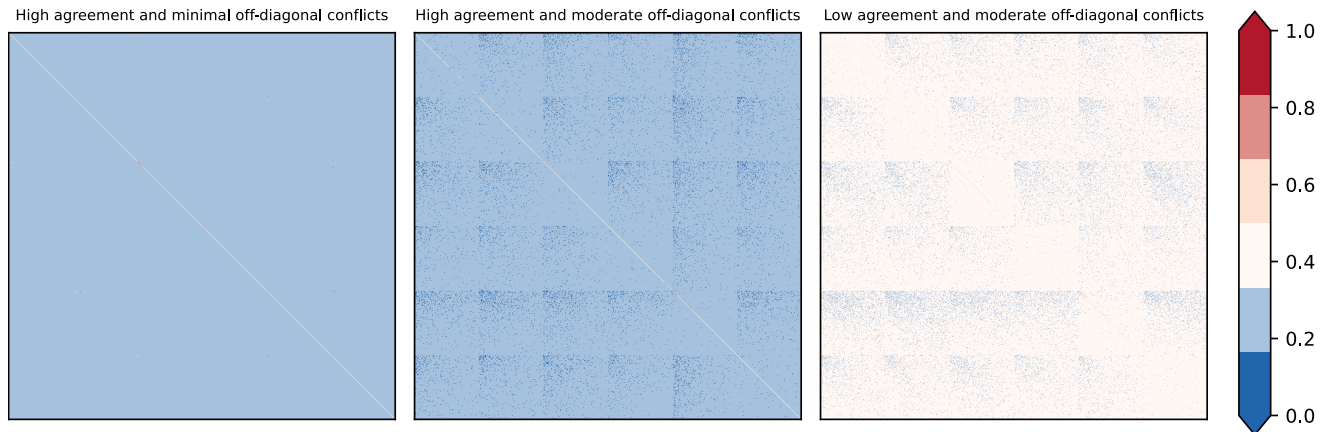 High agreement and minimal off-diagonal conflicts
High agreement and moderate off-diagonal conflicts
Low agreement and moderate off-diagonal conflicts
1.0
0.8
0.6
0.4
0.2
0.0